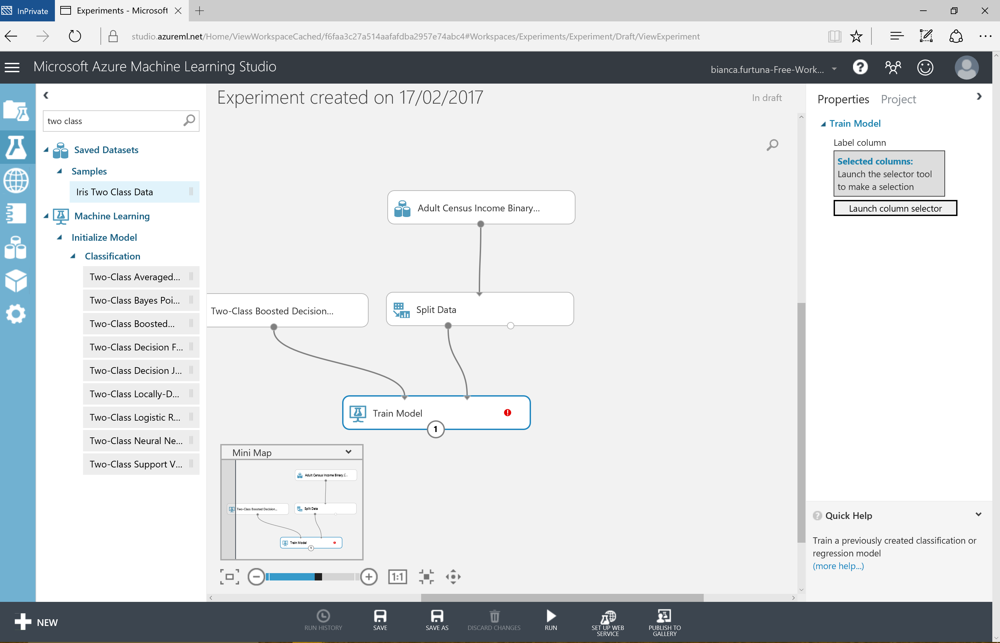 InPrivate
Experiments - Microsoft
studio.azureml.net/Home/ViewWorkspaceCached/f6faa3c27a514aafafdba2957e74abc4#Workspaces/Experiments/Experiment/Draft/ViewExperiment
Microsoft Azure Machine Learning Studio
bianca.furtuna-Free-Work...
?
two class
Saved Datasets
Samples
Iris Two Class Data
Machine Learning
Initialize Model
Classification
Two-Class Averaged...
Two-Class Bayes Poi...
Two-Class Boosted...
Two-Class Decision F...
Two-Class Decision J...
Two-Class Locally-D...
Two-Class Logistic R...
Two-Class Neural Ne...
Two-Class Support V...
Experiment created on 17/02/2017
In draft
Adult Census Income Binary...
Two-Class Boosted Decision...
Split Data
Train Model
!
1
Mini Map
Adult Census Income Binary C...
Two-Class Boosted Decision...
Split Data
Train Model
1
1:1
Properties
Project
Train Model
Label column
Selected columns:
Launch the selector tool
to make a selection
Launch column selector
? Quick Help
Train a previously created classification or
regression model
(more help...)
NEW
RUN HISTORY
SAVE
SAVE AS
DISCARD CHANGES
RUN
SET UP WEB
SERVICE
PUBLISH TO
GALLERY